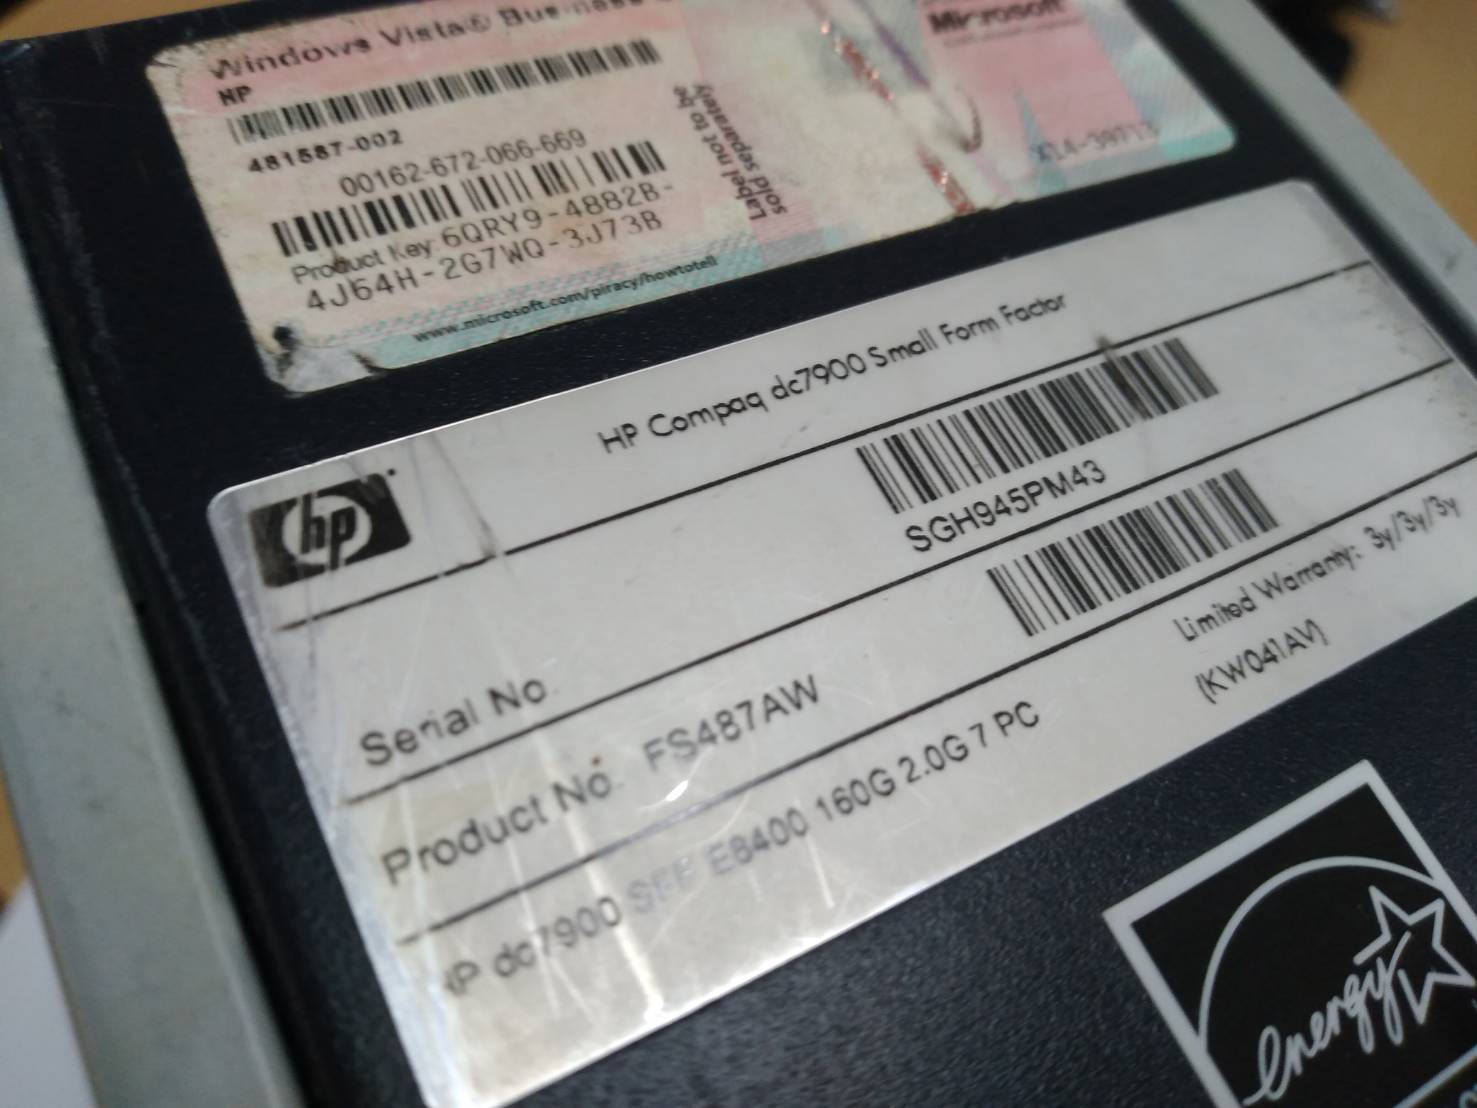 Windows Vista® Business
HP
Microsoft
481587-002
00162-672-066-669
Product Key: 6QRY9-4882B-
4J64H-2G7WQ-3J73B
www.microsoft.com/piracy/howtotell
Label not to be
sold separately
hp
HP Compaq dc7900 Small Form Factor
SGH945PM43
Serial No.
Product No. FS487AW
Limited Warranty: 3y/3y/3y
HP dc7900 SFF E8400 160G 2.0G 7 PC
(KW041AV)
energy